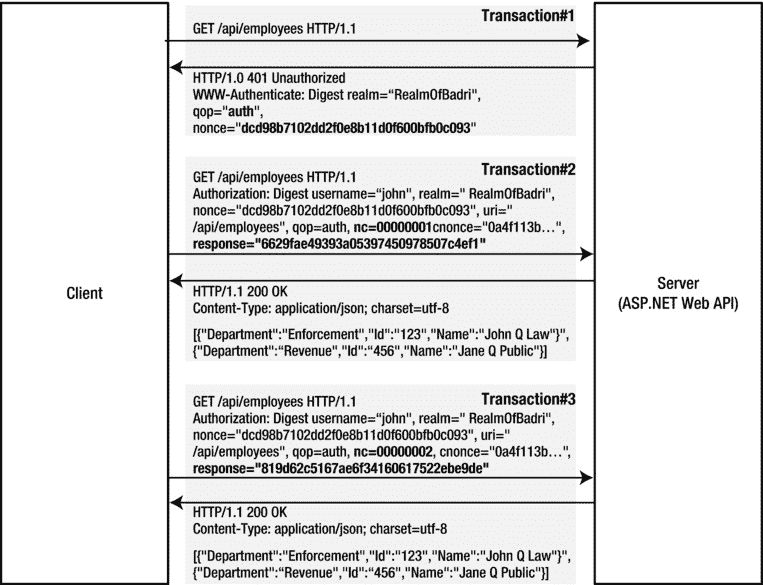 Transaction#1
GET /api/employees HTTP/1.1
HTTP/1.0 401 Unauthorized
WWW-Authenticate: Digest realm=“RealmOfBadri",
qop="auth",
nonce="dcd98b7102dd2f0e8b11d0f600bfb0c093"
Transaction#2
GET /api/employees HTTP/1.1
Authorization: Digest username=“john", realm=" RealmOfBadri",
nonce="dcd98b7102dd2f0e8b11d0f600bfb0c093", uri="
/api/employees", qop=auth, nc=00000001cnonce="0a4f113b…",
response="6629fae49393a05397450978507c4ef1"
Client
Server
(ASP.NET Web API)
HTTP/1.1 200 OK
Content-Type: application/json; charset=utf-8
[{"Department":"Enforcement","Id":"123","Name":"John Q Law"}",
{"Department":“Revenue","Id":“456","Name":"Jane Q Public"}]
Transaction#3
GET /api/employees HTTP/1.1
Authorization: Digest username=“john", realm=" RealmOfBadri",
nonce="dcd98b7102dd2f0e8b11d0f600bfb0c093", uri="
/api/employees", qop=auth, nc=00000002, cnonce="0a4f113b…",
response="819d62c5167ae6f34160617522ebe9de"
HTTP/1.1 200 OK
Content-Type: application/json; charset=utf-8
[{"Department":"Enforcement","Id":"123","Name":"John Q Law"}",
{"Department":“Revenue","Id":“456","Name":"Jane Q Public"}]